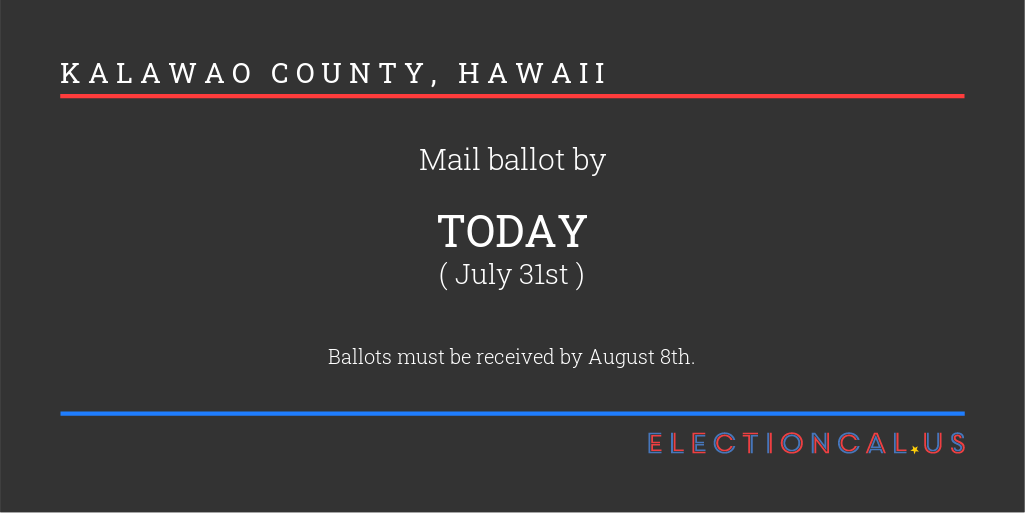 KALAWAO COUNTY, HAWAII
Mail ballot by
TODAY
( July 31st )
Ballots must be received by August 8th.
ELECTIONCAL.US